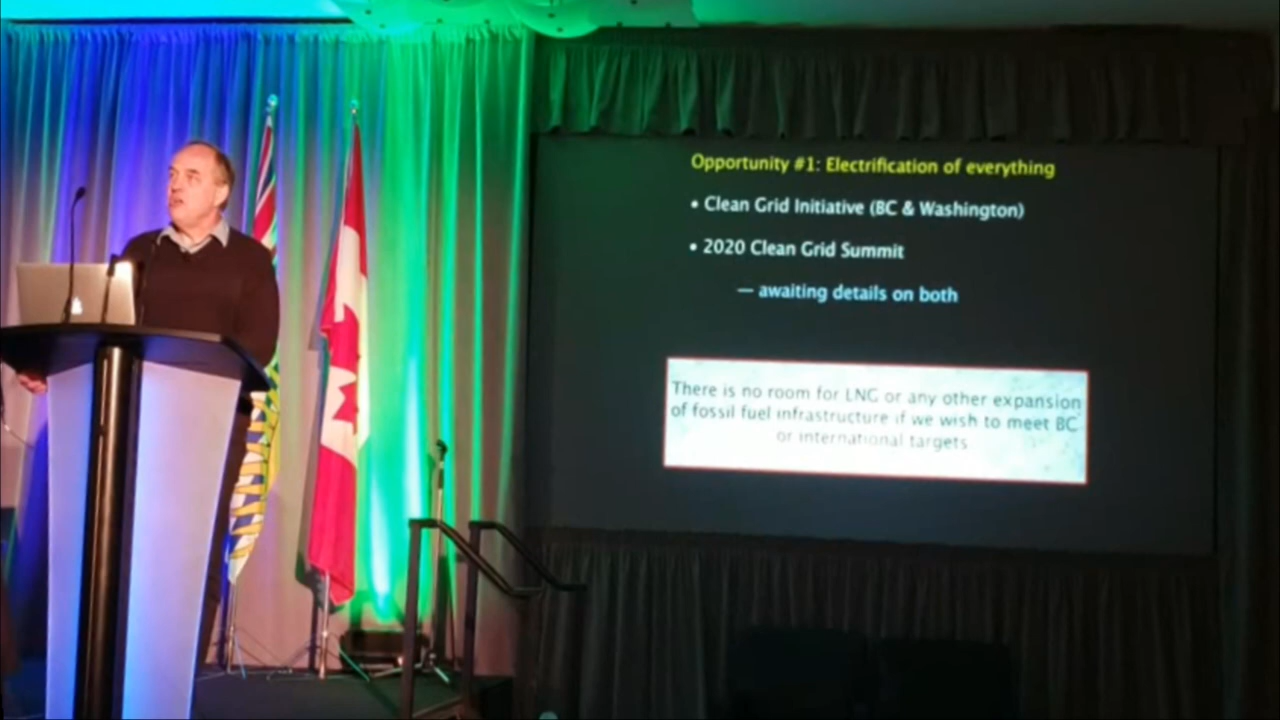 Opportunity #1: Electrification of everything
• Clean Grid Initiative (BC & Washington)
• 2020 Clean Grid Summit
— awaiting details on both
There is no room for LNG or any other expansion
of fossil fuel infrastructure if we wish to meet BC
or international targets